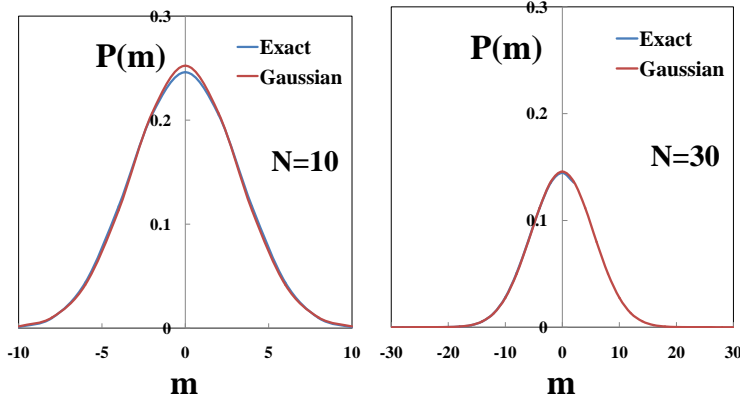 0.3
P(m)
Exact
Gaussian
0.2
N=10
0.1
0
-10 -5 0 5 10
m
0.3
P(m)
Exact
Gaussian
0.2
N=30
0.1
0
-30 -20 -10 0 10 20 30
m